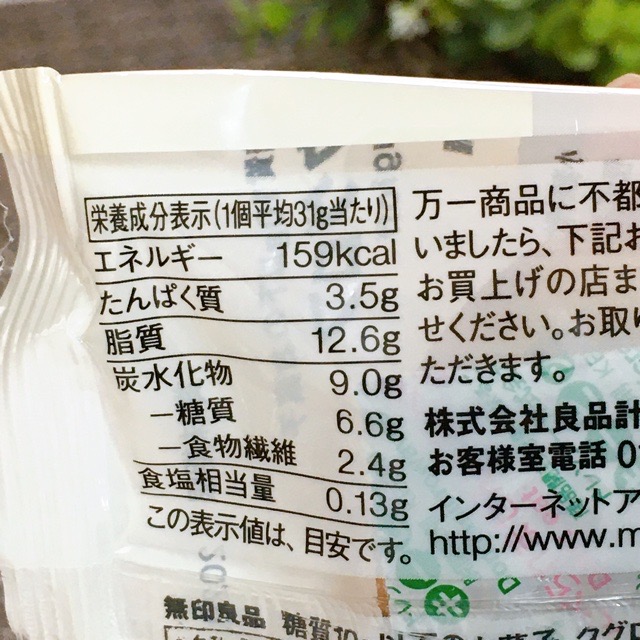 栄養成分表示(1個平均31g当たり)
エネルギー 159kcal
たんぱく質 3.5g
脂質 12.6g
炭水化物 9.0g
―糖質 6.6g
―食物繊維 2.4g
食塩相当量 0.13g
この表示値は、目安です。
万一商品に不都
いましたら、下記お
お買上げの店ま
せください。お取り
ただきます。
株式会社良品計
お客様室電話 0
インターネットア
http://www.m
無印良品 糖質10